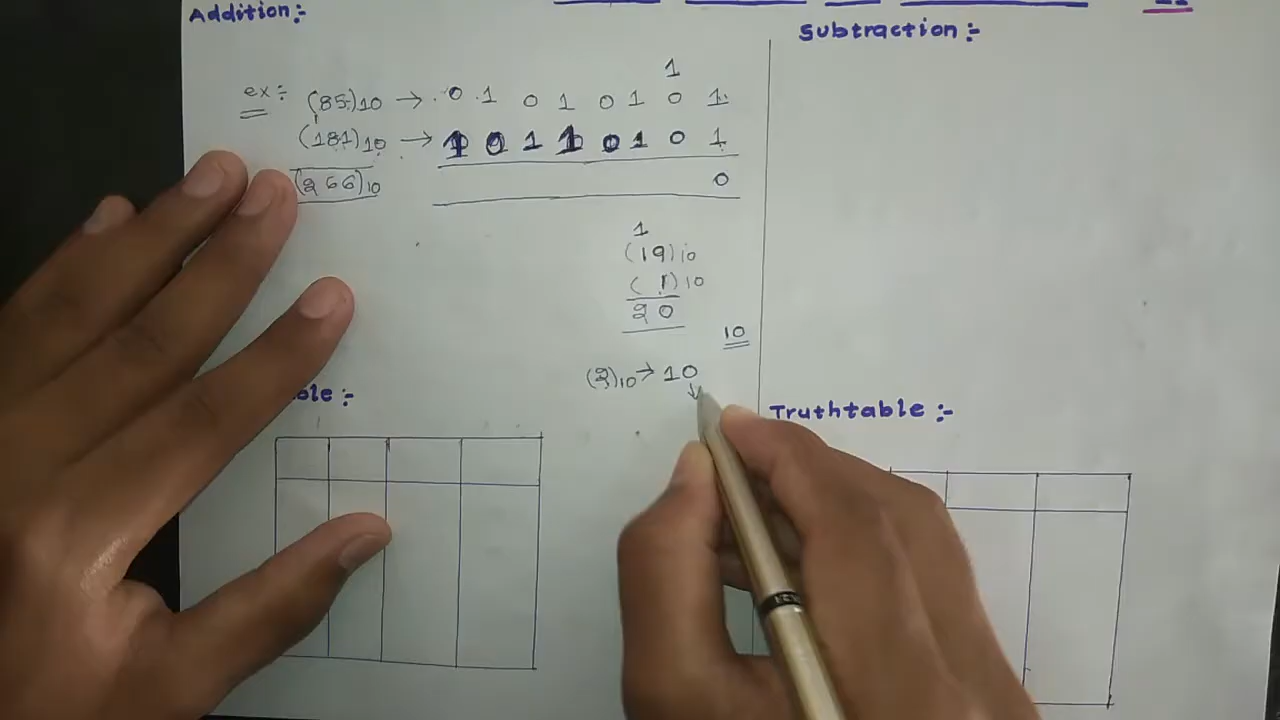 Addition :-
Subtraction :-
1
ex :- (85)10 → 0 1 0 1 0 1 0 1
(181)10 → 1 0 1 1 0 1 0 1
(266)10 0
1
(19)10
( 1)10
20
10
(2)10 → 10
↓
ole :-
Truthtable :-